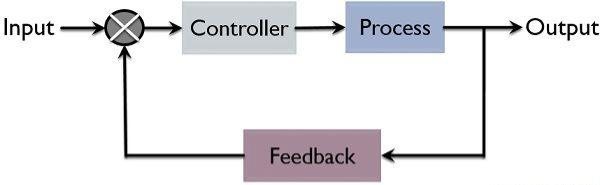 Input
Controller
Process
Output
Feedback